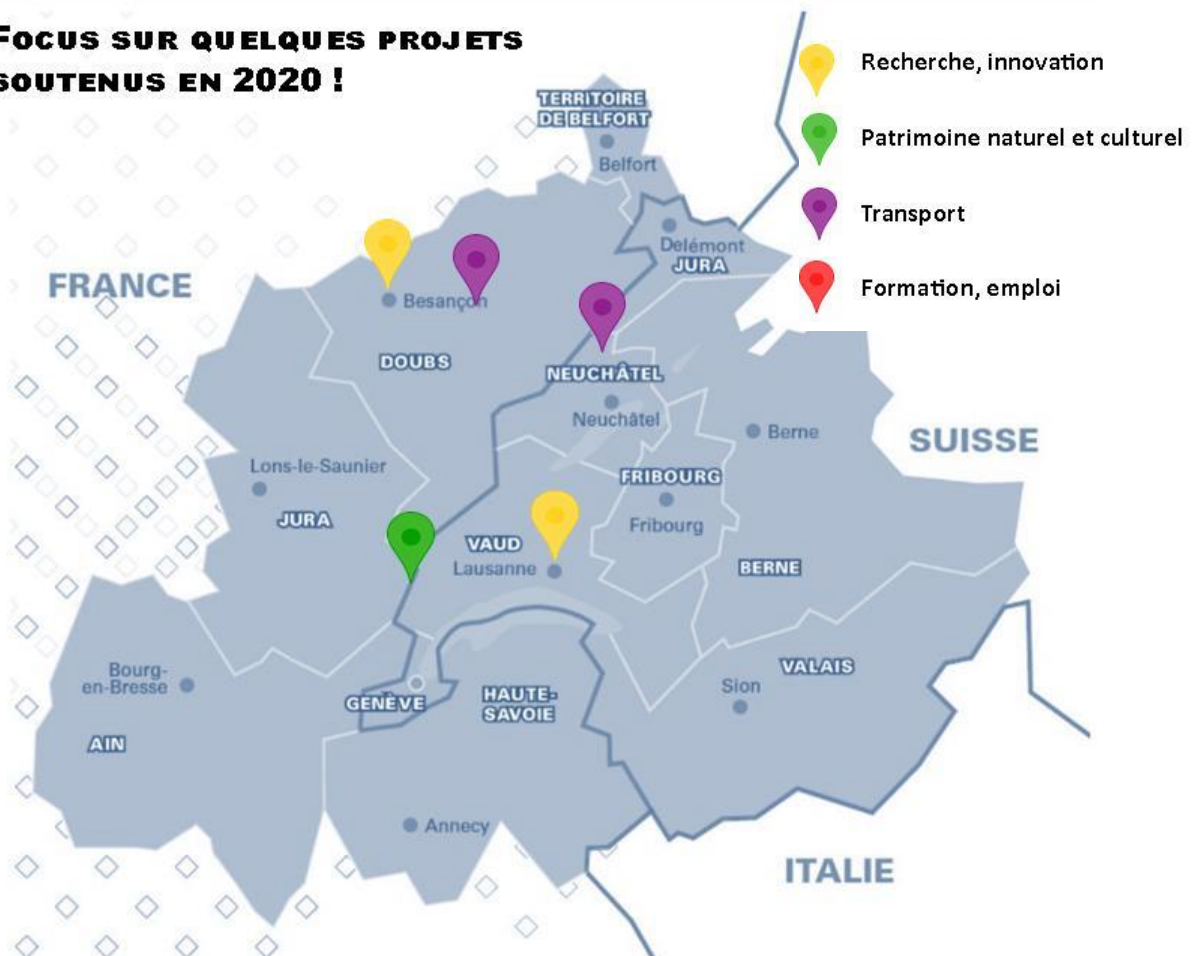 FOCUS SUR QUELQUES PROJETS
SOUTENUS EN 2020 !
Recherche, innovation
Patrimoine naturel et culturel
Transport
Formation, emploi
TERRITOIRE
DE BELFORT
Belfort
Delémont
JURA
FRANCE
Besançon
DOUBS
NEUCHÂTEL
Neuchâtel
Berne
SUISSE
Lons-le-Saunier
JURA
FRIBOURG
Fribourg
VAUD
Lausanne
BERNE
Bourg-
en-Bresse
GENÈVE
HAUTE-
SAVOIE
Sion
VALAIS
AIN
Annecy
ITALIE